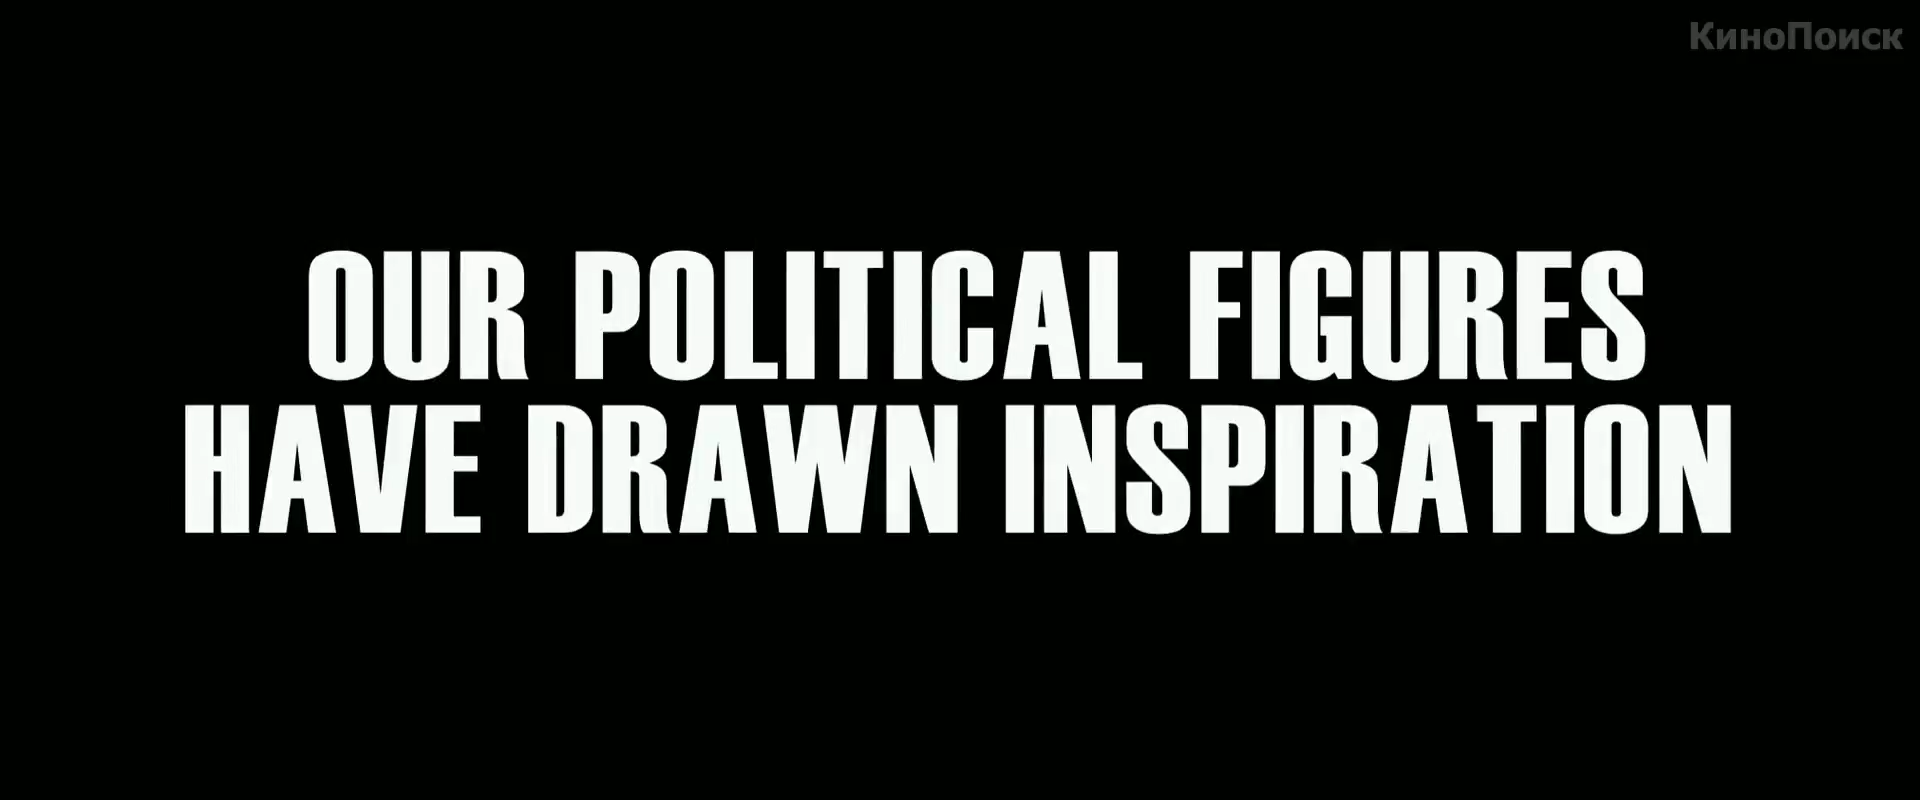 КиноПоиск
OUR POLITICAL FIGURES
HAVE DRAWN INSPIRATION